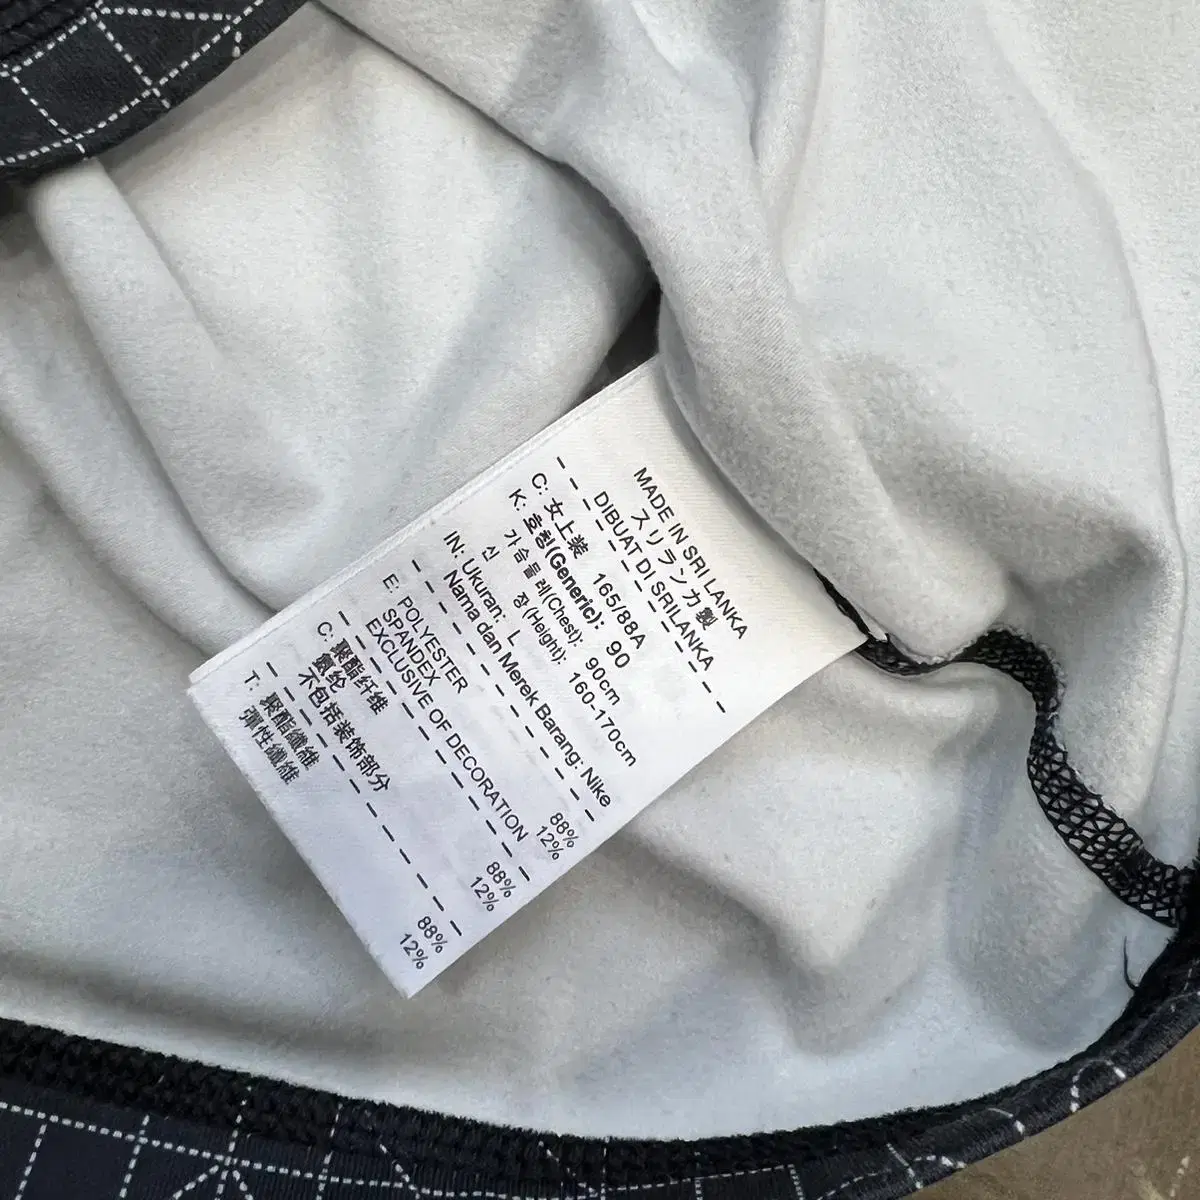 MADE IN SRI LANKA
スリランカ製
DIBUAT DI SRILANKA
C: 女上装 165/88A
K: 호칭(Generic): 90
가슴둘레(Chest): 90cm
신 장(Height): 160-170cm
IN: Ukuran: L
Nama dan Merek Barang: Nike
E: POLYESTER 88%
SPANDEX 12%
EXCLUSIVE OF DECORATION
C: 聚酯纤维 88%
氨纶 12%
不包括装饰部分
T: 聚酯纖維 88%
彈性纖維 12%